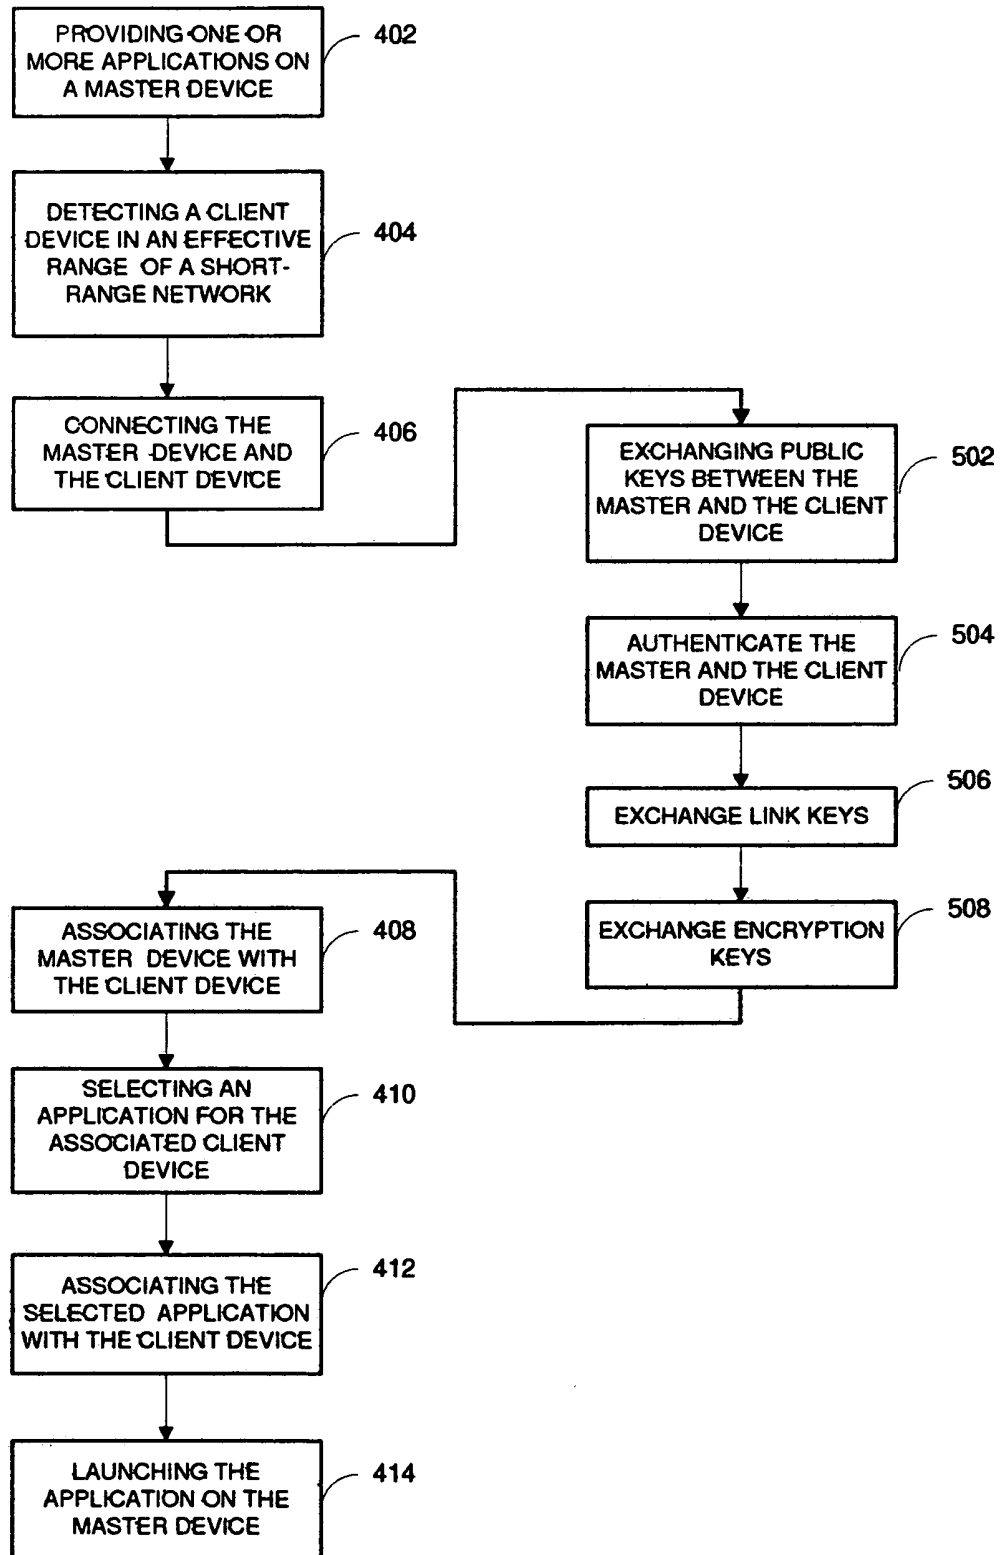 PROVIDING ONE OR
MORE APPLICATIONS ON
A MASTER DEVICE
402
DETECTING A CLIENT
DEVICE IN AN EFFECTIVE
RANGE OF A SHORT-
RANGE NETWORK
404
CONNECTING THE
MASTER DEVICE AND
THE CLIENT DEVICE
406
EXCHANGING PUBLIC
KEYS BETWEEN THE
MASTER AND THE CLIENT
DEVICE
502
AUTHENTICATE THE
MASTER AND THE CLIENT
DEVICE
504
EXCHANGE LINK KEYS
506
EXCHANGE ENCRYPTION
KEYS
508
ASSOCIATING THE
MASTER DEVICE WITH
THE CLIENT DEVICE
408
SELECTING AN
APPLICATION FOR THE
ASSOCIATED CLIENT
DEVICE
410
ASSOCIATING THE
SELECTED APPLICATION
WITH THE CLIENT DEVICE
412
LAUNCHING THE
APPLICATION ON THE
MASTER DEVICE
414